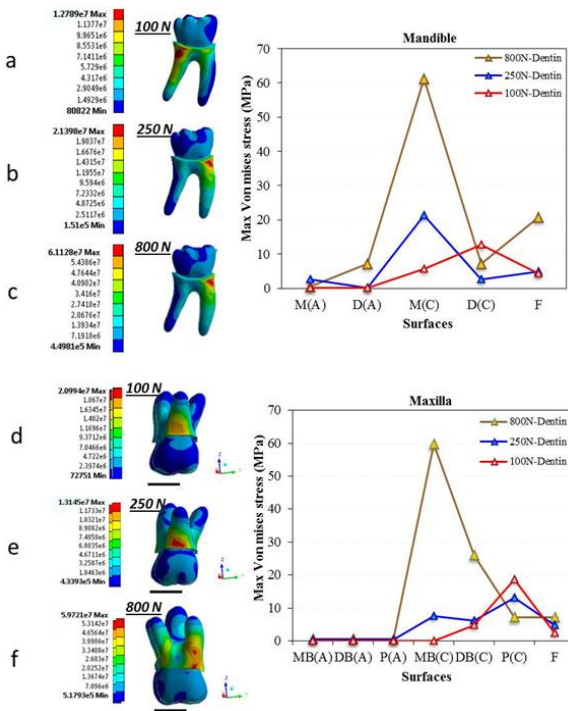 a
100 N
1.2789e7 Max
1.1377e7
9.9651e6
8.5531e6
7.1411e6
5.729e6
4.317e6
2.9049e6
1.4929e6
80822 Min
b
250 N
2.1398e7 Max
1.9037e7
1.6676e7
1.4315e7
1.1955e7
9.594e6
7.2332e6
4.8725e6
2.5117e6
1.51e5 Min
c
800 N
6.1128e7 Max
5.4386e7
4.7644e7
4.0902e7
3.416e7
2.7418e7
2.0676e7
1.3934e7
7.1918e6
4.4981e5 Min
Mandible
800N-Dentin
250N-Dentin
100N-Dentin
Max Von mises stress (MPa)
70
60
50
40
30
20
10
0
M(A) D(A) M(C) D(C) F
Surfaces
d
100 N
2.0994e7 Max
1.867e7
1.6345e7
1.402e7
1.1696e7
9.3712e6
7.0466e6
4.722e6
2.3974e6
72751 Min
e
250 N
1.3145e7 Max
1.1733e7
1.0321e7
8.9082e6
7.4958e6
6.0835e6
4.6711e6
3.2587e6
1.8463e6
4.3393e5 Min
f
800 N
5.9721e7 Max
5.3142e7
4.6564e7
3.9986e7
3.3408e7
2.683e7
2.0252e7
1.3674e7
7.096e6
5.1793e5 Min
Maxilla
800N-Dentin
250N-Dentin
100N-Dentin
Max Von mises stress (MPa)
70
60
50
40
30
20
10
0
MB(A) DB(A) P(A) MB(C) DB(C) P(C) F
Surfaces